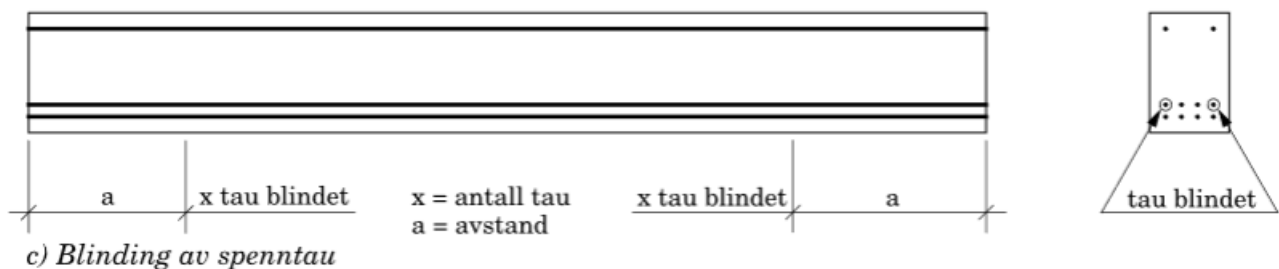 a
x tau blindet
x = antall tau
a = avstand
x tau blindet
a
tau blindet
c) Blinding av spenntau